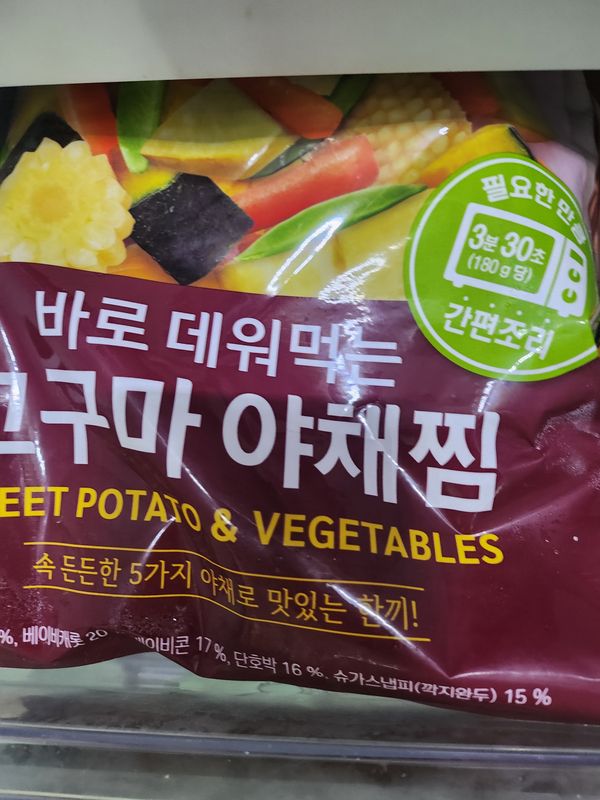 필요한 만큼
3분 30초
(180 g 당)
간편조리
바로 데워먹는
고구마 야채찜
EET POTATO & VEGETABLES
속 든든한 5가지 야채로 맛있는 한끼!
%, 베이비캐롯 20 베이비콘 17 %, 단호박 16 %, 슈가스냅피(깍지완두) 15 %